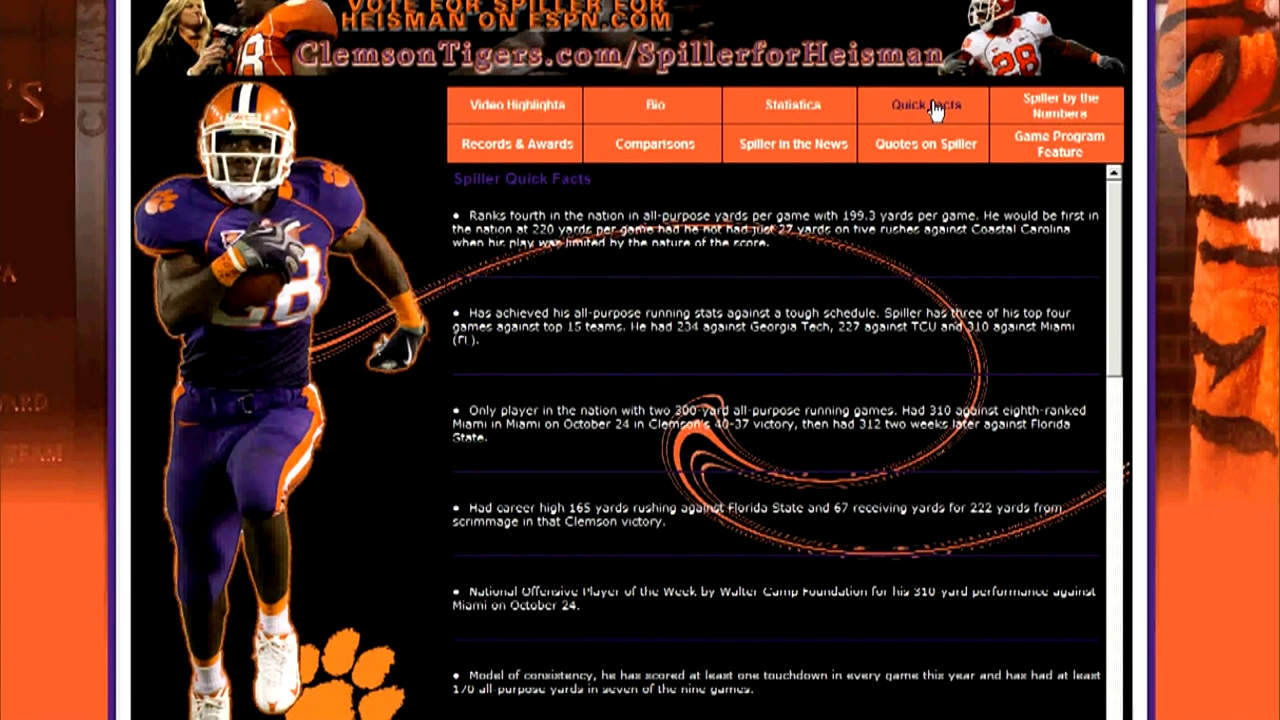 VOTE FOR SPILLER FOR
HEISMAN ON ESPN.COM
ClemsonTigers.com/SpillerforHeisman
28
8
Video Highlights
Bio
Statistics
Quick Facts
Spiller by the
Numbers
Records & Awards
Comparisons
Spiller in the News
Quotes on Spiller
Game Program
Feature
Spiller Quick Facts
• Ranks fourth in the nation in all-purpose yards per game with 199.3 yards per game. He would be first in
the nation at 220 yards per game had he not had just 27 yards on five rushes against Coastal Carolina
when his play was limited by the nature of the score.
• Has achieved his all-purpose running stats against a tough schedule. Spiller has three of his top four
games against top 15 teams. He had 234 against Georgia Tech, 227 against TCU and 310 against Miami
(FL).
• Only player in the nation with two 300-yard all-purpose running games. Had 310 against eighth-ranked
Miami in Miami on October 24 in Clemson's 40-37 victory, then had 312 two weeks later against Florida
State.
• Had career high 165 yards rushing against Florida State and 67 receiving yards for 222 yards from
scrimmage in that Clemson victory.
• National Offensive Player of the Week by Walter Camp Foundation for his 310 yard performance against
Miami on October 24.
• Model of consistency, he has scored at least one touchdown in every game this year and has had at least
170 all-purpose yards in seven of the nine games.
28
'S
A
ARD
TEAM